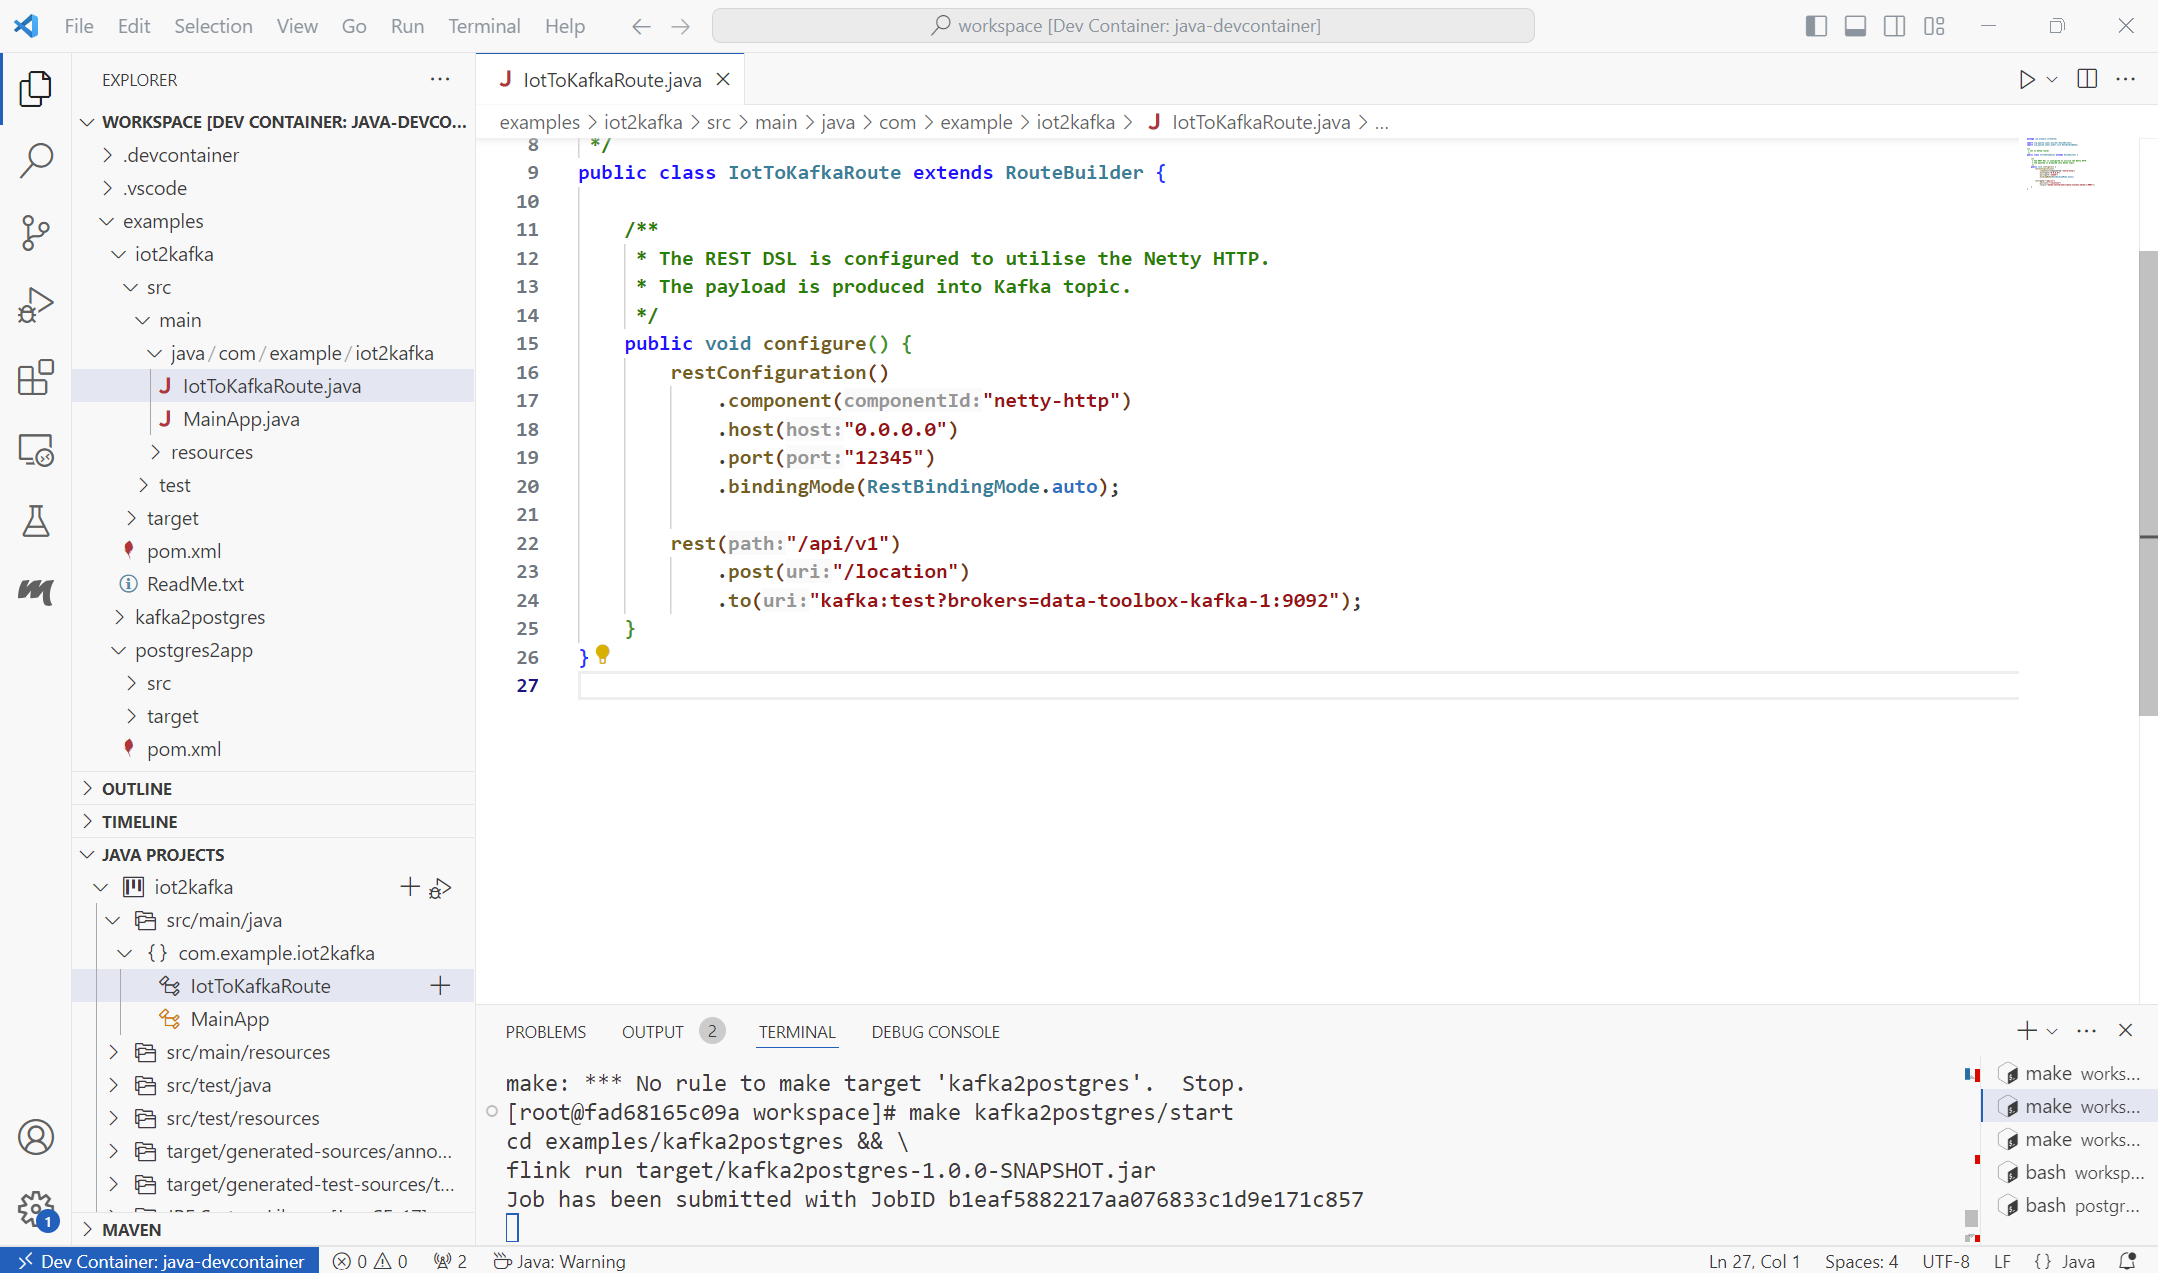 File Edit Selection View Go Run Terminal Help
workspace [Dev Container: java-devcontainer]
EXPLORER
WORKSPACE [DEV CONTAINER: JAVA-DEVCO...
.devcontainer
.vscode
examples
iot2kafka
src
main
java/com/example/iot2kafka
IotToKafkaRoute.java
MainApp.java
resources
test
target
pom.xml
ReadMe.txt
kafka2postgres
postgres2app
src
target
pom.xml
OUTLINE
TIMELINE
JAVA PROJECTS
iot2kafka
src/main/java
com.example.iot2kafka
IotToKafkaRoute
MainApp
src/main/resources
src/test/java
src/test/resources
target/generated-sources/anno...
target/generated-test-sources/t...
MAVEN
IotToKafkaRoute.java
examples > iot2kafka > src > main > java > com > example > iot2kafka > IotToKafkaRoute.java > ...
8 */
9 public class IotToKafkaRoute extends RouteBuilder {
10
11 /**
12 * The REST DSL is configured to utilise the Netty HTTP.
13 * The payload is produced into Kafka topic.
14 */
15 public void configure() {
16 restConfiguration()
17 .component(componentId:"netty-http")
18 .host(host:"0.0.0.0")
19 .port(port:"12345")
20 .bindingMode(RestBindingMode.auto);
21
22 rest(path:"/api/v1")
23 .post(uri:"/location")
24 .to(uri:"kafka:test?brokers=data-toolbox-kafka-1:9092");
25 }
26 }
27
PROBLEMS OUTPUT 2 TERMINAL DEBUG CONSOLE
make: *** No rule to make target 'kafka2postgres'.  Stop.
[root@fad68165c09a workspace]# make kafka2postgres/start
cd examples/kafka2postgres && \
flink run target/kafka2postgres-1.0.0-SNAPSHOT.jar
Job has been submitted with JobID b1eaf5882217aa076833c1d9e171c857
make works...
make works...
make works...
bash worksp...
bash postgr...
1
Dev Container: java-devcontainer 0 0 2 Java: Warning Ln 27, Col 1 Spaces: 4 UTF-8 LF {} Java